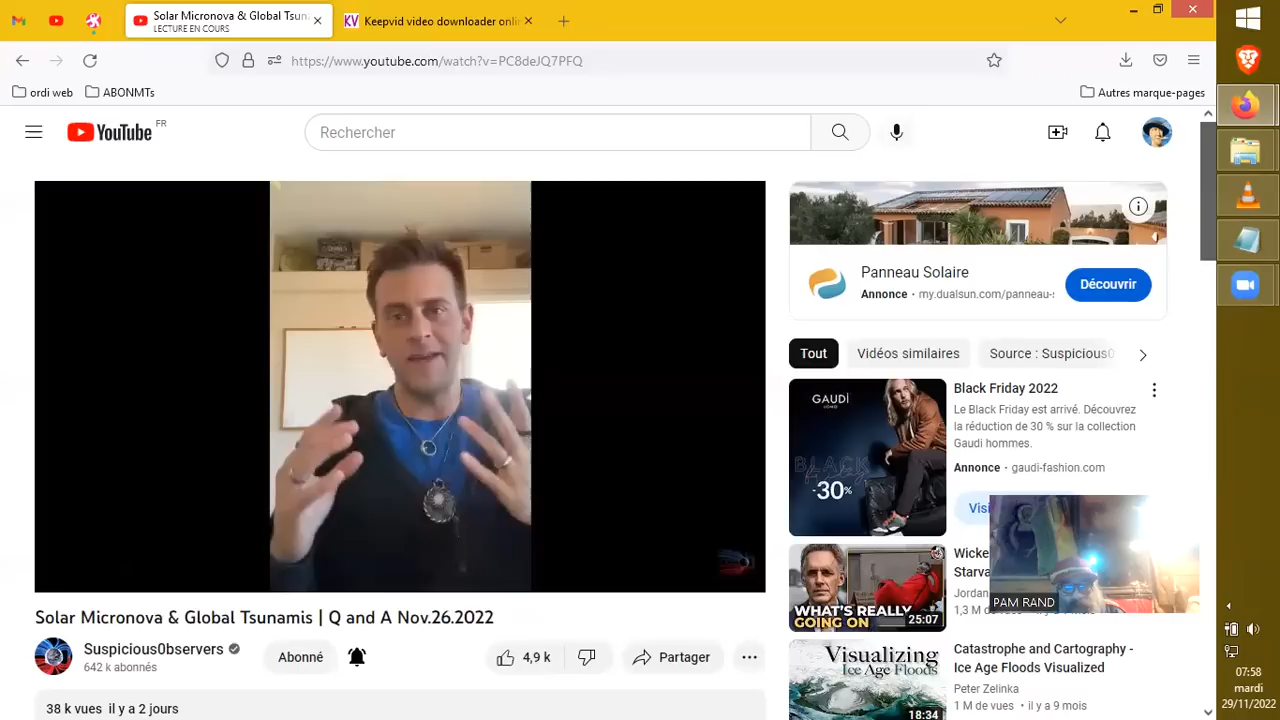 Solar Micronova & Global Tsuna
LECTURE EN COURS
Keepvid video downloader onlin
https://www.youtube.com/watch?v=PC8deJQ7PFQ
ordi web
ABONMTs
Autres marque-pages
YouTube FR
Rechercher
Panneau Solaire
Annonce • my.dualsun.com/panneau-s
Découvrir
Tout
Vidéos similaires
Source : Suspicious0
GAUDÌ
UOMO
BLACK
-30%
Black Friday 2022
Le Black Friday est arrivé. Découvrez
la réduction de 30 % sur la collection
Gaudi hommes.
Annonce • gaudi-fashion.com
Visi
WHAT'S REALLY
GOING ON
25:07
Wicke
Starva
Jordan
1,3 M d
PAM RAND
Visualizing
Ice Age Floods
18:34
Catastrophe and Cartography -
Ice Age Floods Visualized
Peter Zelinka
1 M de vues • il y a 9 mois
Solar Micronova & Global Tsunamis | Q and A Nov.26.2022
Suspicious0bservers
642 k abonnés
Abonné
4,9 k
Partager
38 k vues il y a 2 jours
07:58
mardi
29/11/2022